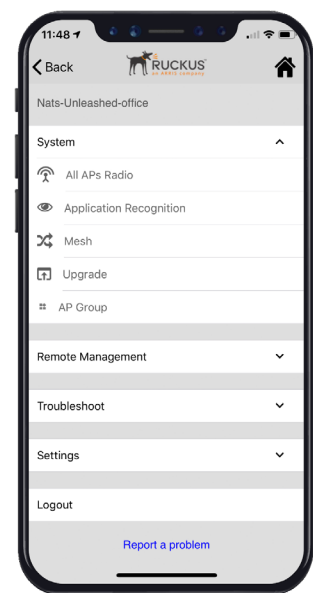 11:48
Back
RUCKUS
an ARRIS company
Nats-Unleashed-office
System
All APs Radio
Application Recognition
Mesh
Upgrade
AP Group
Remote Management
Troubleshoot
Settings
Logout
Report a problem